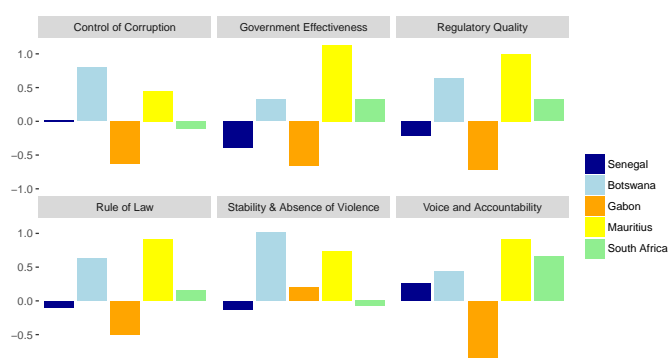 Control of Corruption
Government Effectiveness
Regulatory Quality
1.0
0.5
0.0
−0.5
−1.0
Rule of Law
Stability & Absence of Violence
Voice and Accountability
1.0
0.5
0.0
−0.5
Senegal
Botswana
Gabon
Mauritius
South Africa